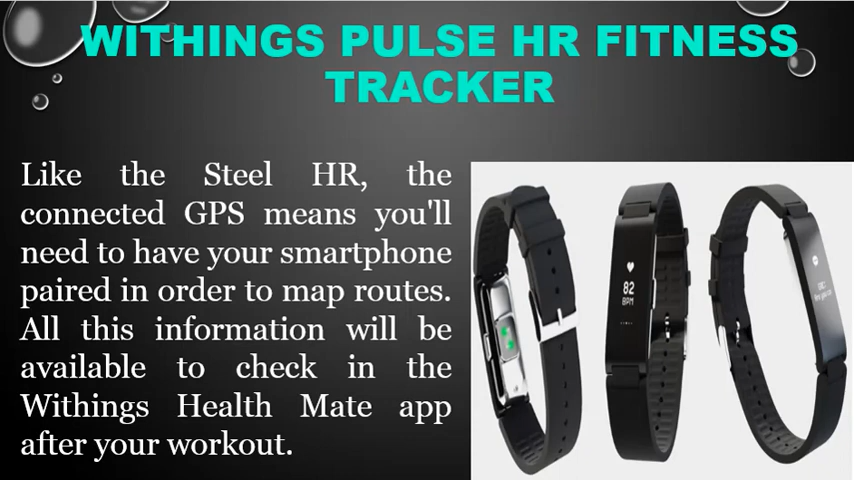 WITHINGS PULSE HR FITNESS
TRACKER
Like the Steel HR, the
connected GPS means you'll
need to have your smartphone
paired in order to map routes.
All this information will be
available to check in the
Withings Health Mate app
after your workout.
82
BPM